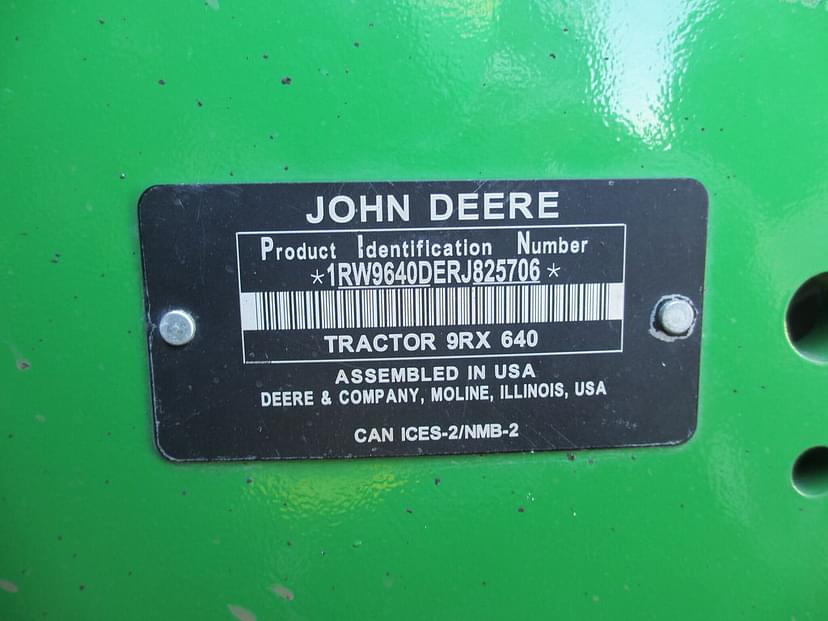 JOHN DEERE
Product Identification Number
*1RW9640DERJ825706*
TRACTOR 9RX 640
ASSEMBLED IN USA
DEERE & COMPANY, MOLINE, ILLINOIS, USA
CAN ICES-2/NMB-2